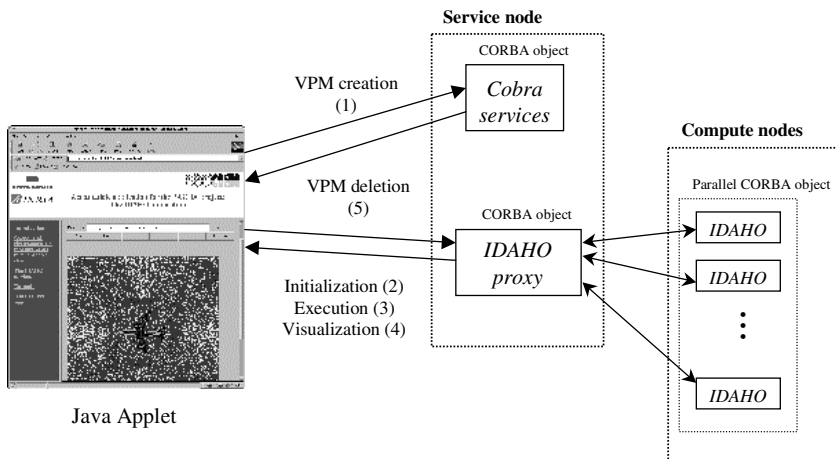 Service node
CORBA object
VPM creation
(1)
Cobra
services
Compute nodes
VPM deletion
(5)
Parallel CORBA object
CORBA object
IDAHO
IDAHO
proxy
IDAHO
Initialization (2)
Execution (3)
Visualization (4)
IDAHO
Java Applet